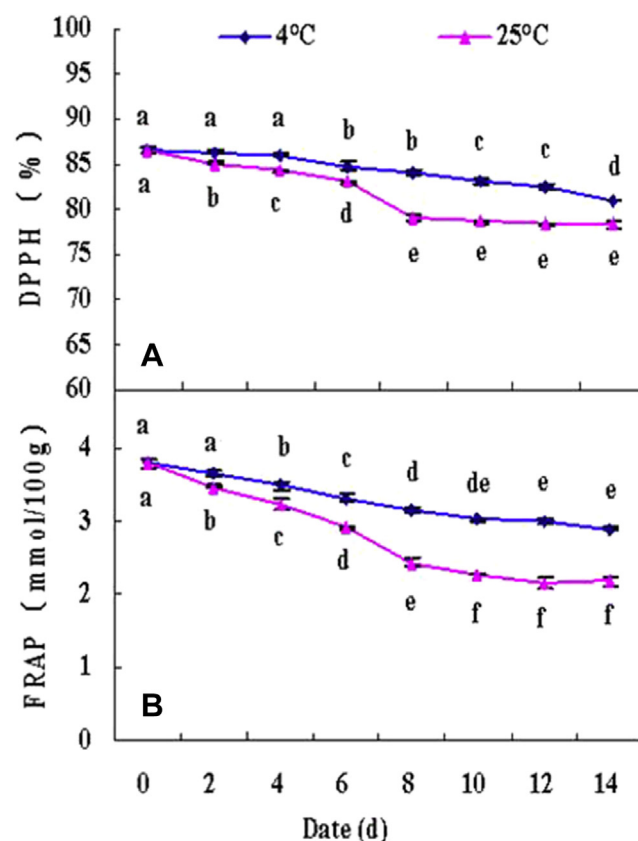 4°C 25°C
100
95
90
85
80
75
70
65
60
DPPH ( % )
a a a b b c c d
a b c d e e e e
A
4
3
2
1
0
FRAP ( mmol/100g )
a a b c d de e e
a b c d e f f f
B
0 2 4 6 8 10 12 14
Date (d)